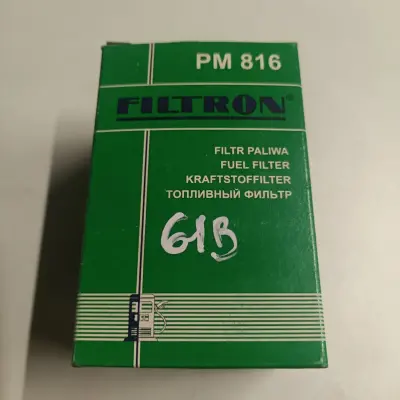 PM 816
FILTRON®
FILTR PALIWA
FUEL FILTER
KRAFTSTOFFILTER
ТОПЛИВНЫЙ ФИЛЬТР
61B